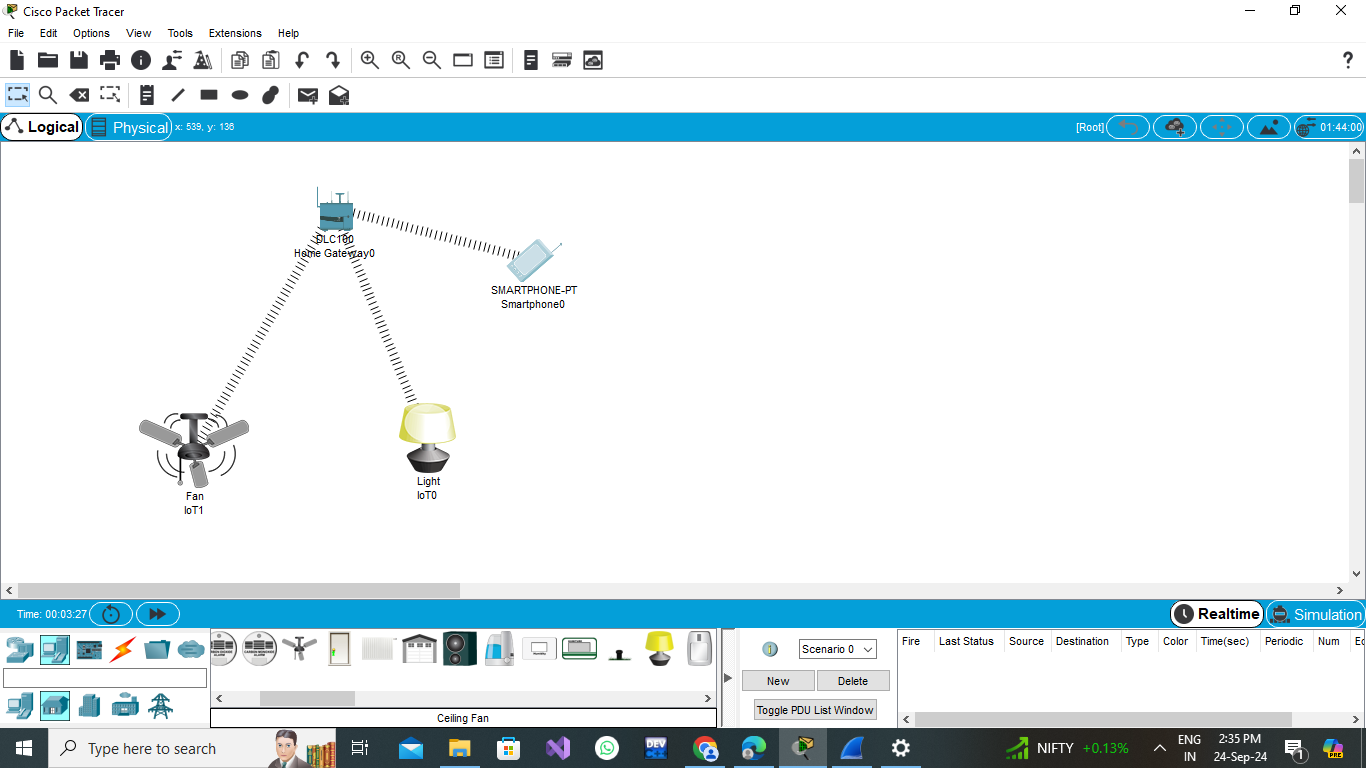 Cisco Packet Tracer
File Edit Options View Tools Extensions Help
R
?
Logical Physical x: 539, y: 136 [Root] 01:44:00
DLC100
Home Gateway0
SMARTPHONE-PT
Smartphone0
Fan
IoT1
Light
IoT0
Time: 00:03:27 Realtime Simulation
Scenario 0
New Delete
Toggle PDU List Window
Fire Last Status Source Destination Type Color Time(sec) Periodic Num
Ceiling Fan
Type here to search
DEV
NIFTY +0.13%
ENG
IN
2:35 PM
24-Sep-24
1
PRE